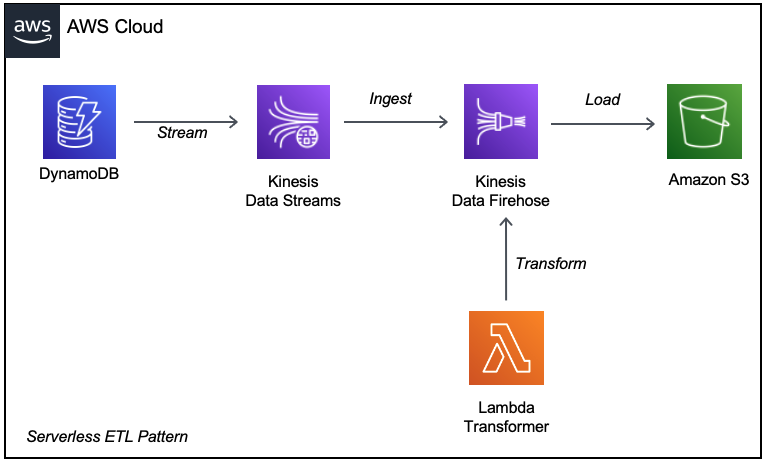 aws
AWS Cloud
Ingest
Load
Stream
DynamoDB
Kinesis
Data Streams
Kinesis
Data Firehose
Amazon S3
Transform
Lambda
Transformer
Serverless ETL Pattern